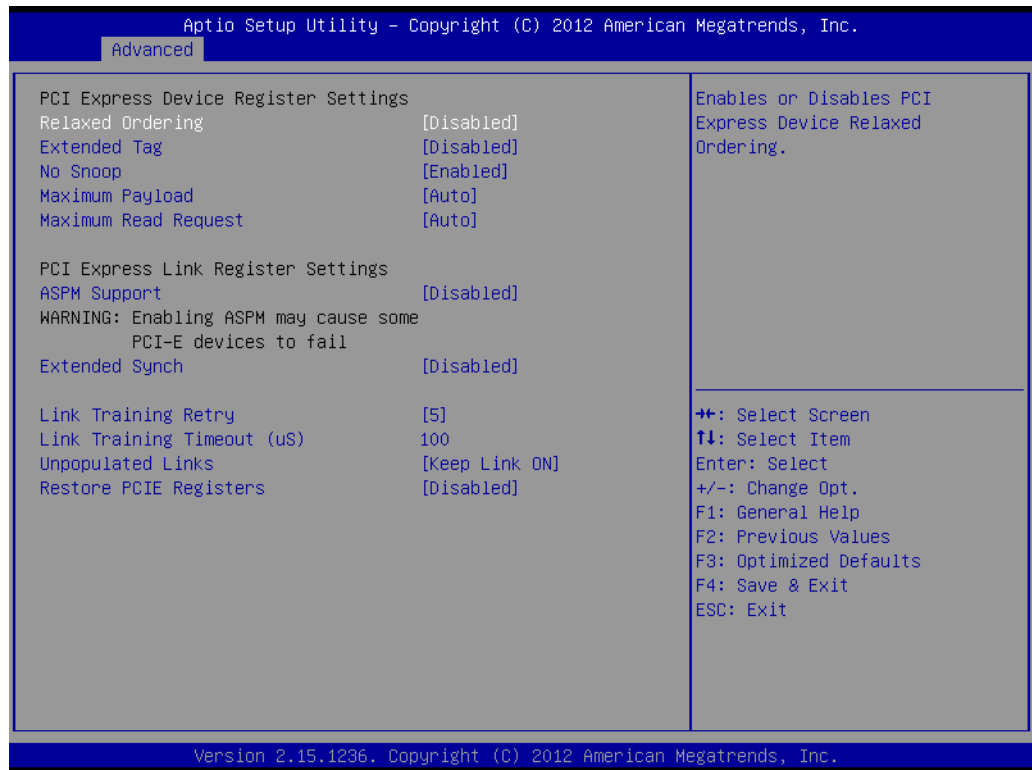 Aptio Setup Utility – Copyright (C) 2012 American Megatrends, Inc.
Advanced
PCI Express Device Register Settings
Relaxed Ordering [Disabled]
Extended Tag [Disabled]
No Snoop [Enabled]
Maximum Payload [Auto]
Maximum Read Request [Auto]
PCI Express Link Register Settings
ASPM Support [Disabled]
WARNING: Enabling ASPM may cause some
PCI-E devices to fail
Extended Synch [Disabled]
Link Training Retry [5]
Link Training Timeout (uS) 100
Unpopulated Links [Keep Link ON]
Restore PCIE Registers [Disabled]
Enables or Disables PCI
Express Device Relaxed
Ordering.
→←: Select Screen
↑↓: Select Item
Enter: Select
+/-: Change Opt.
F1: General Help
F2: Previous Values
F3: Optimized Defaults
F4: Save & Exit
ESC: Exit
Version 2.15.1236. Copyright (C) 2012 American Megatrends, Inc.